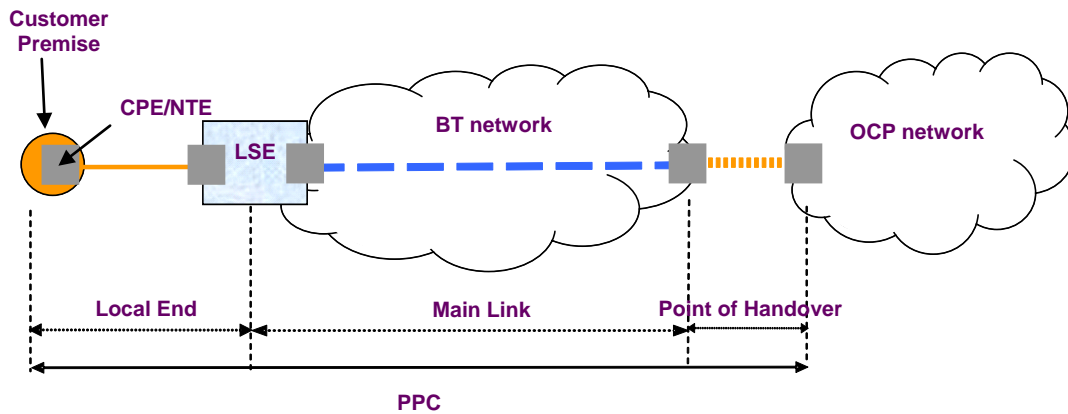 Customer
Premise
CPE/NTE
LSE
BT network
OCP network
Local End
Main Link
Point of Handover
PPC